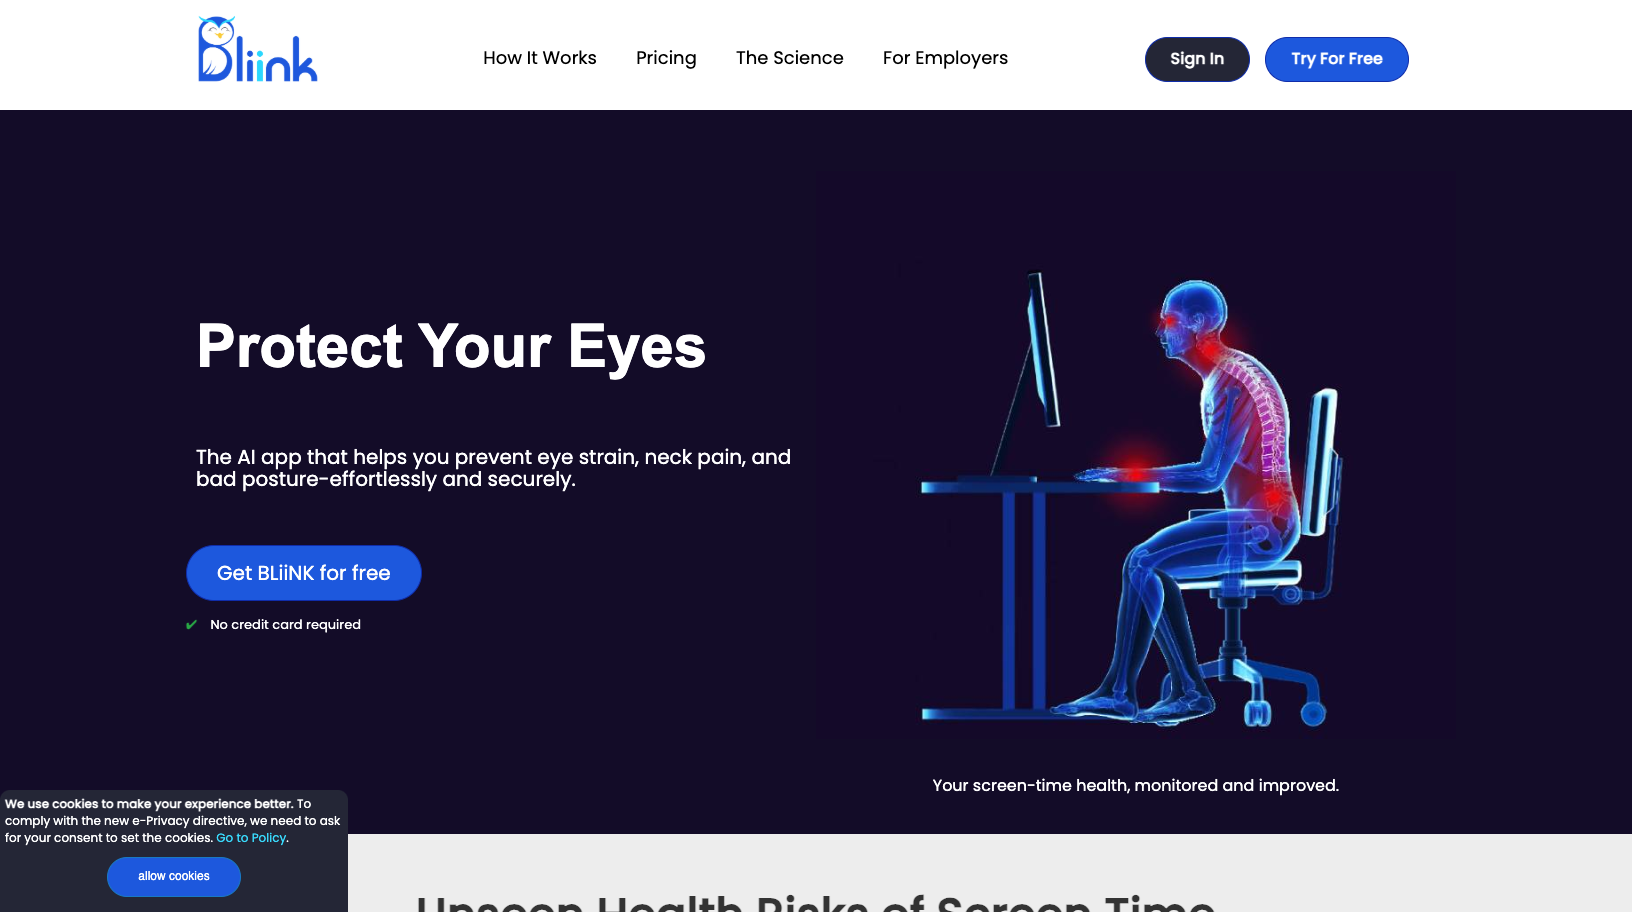 Bliink
How It Works
Pricing
The Science
For Employers
Sign In
Try For Free
Protect Your Eyes
The AI app that helps you prevent eye strain, neck pain, and
bad posture-effortlessly and securely.
Get BLiiNK for free
✔ No credit card required
Your screen-time health, monitored and improved.
We use cookies to make your experience better. To
comply with the new e-Privacy directive, we need to ask
for your consent to set the cookies. Go to Policy.
allow cookies
Unseen Health Risks of Screen Time